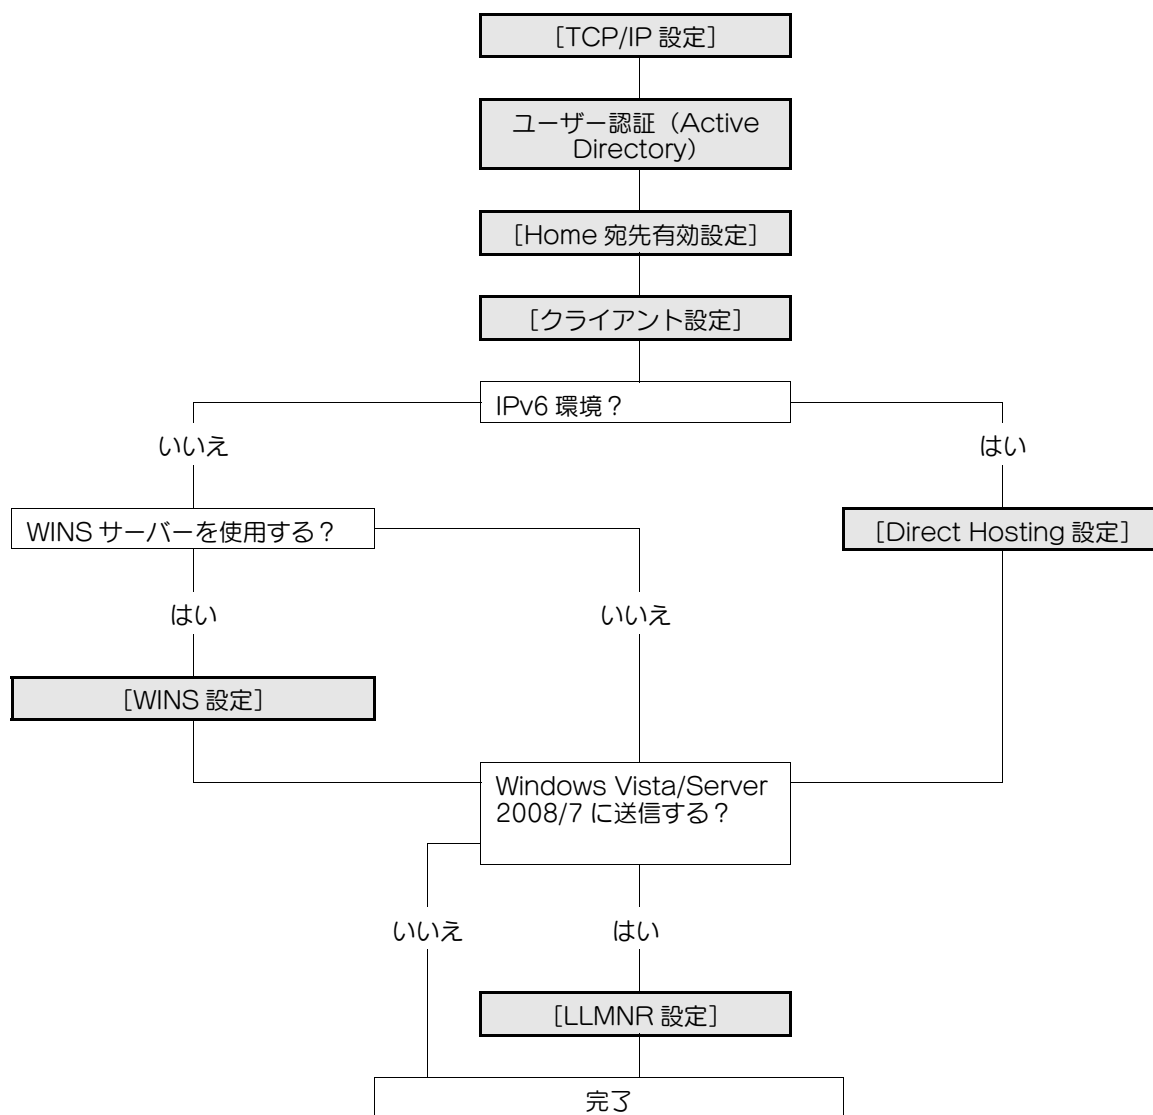 [TCP/IP 設定]
ユーザー認証（Active
Directory）
[Home 宛先有効設定]
[クライアント設定]
IPv6 環境？
いいえ
はい
WINS サーバーを使用する？
[Direct Hosting 設定]
はい
いいえ
[WINS 設定]
Windows Vista/Server
2008/7 に送信する？
いいえ
はい
[LLMNR 設定]
完了